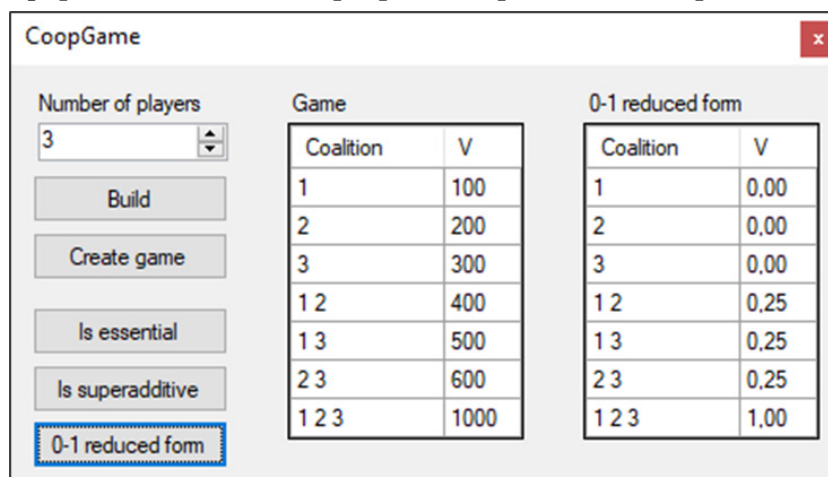 CoopGame
x
Number of players
3
Build
Create game
Is essential
Is superadditive
0-1 reduced form
Game
Coalition V
1 100
2 200
3 300
1 2 400
1 3 500
2 3 600
1 2 3 1000
0-1 reduced form
Coalition V
1 0,00
2 0,00
3 0,00
1 2 0,25
1 3 0,25
2 3 0,25
1 2 3 1,00